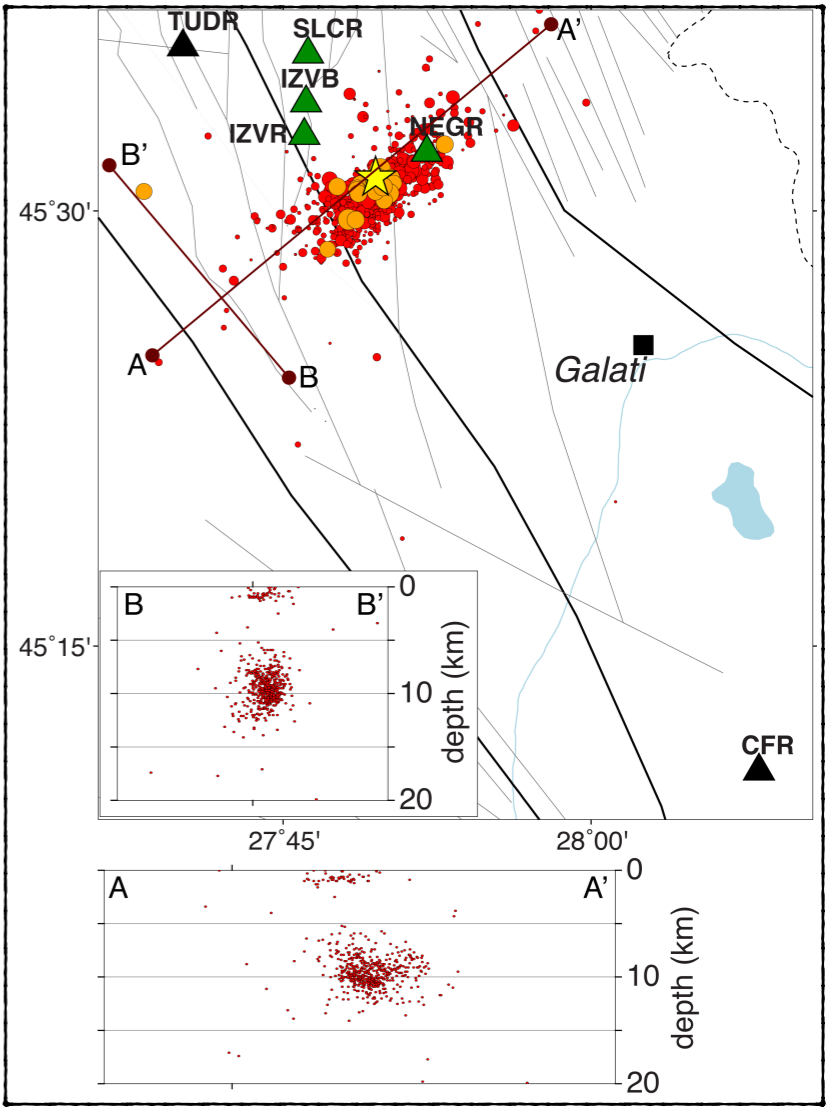 TUDR
SLCR
A’
IZVB
IZVR
NEGR
B’
45˚30'
A
B
Galati
B
B’
0
10
20
depth (km)
45˚15'
CFR
27˚45'
28˚00'
A
A’
0
10
20
depth (km)